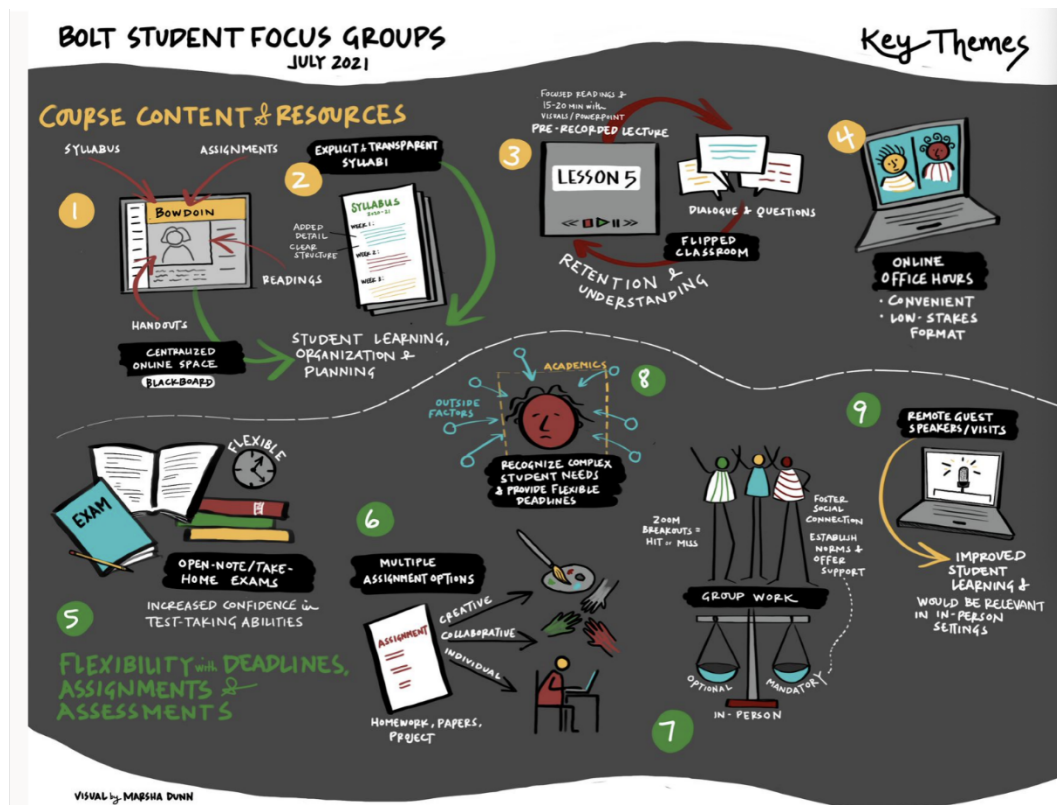 BOLT STUDENT FOCUS GROUPS
JULY 2021
Key Themes
COURSE CONTENT & RESOURCES
SYLLABUS
ASSIGNMENTS
1
BOWDOIN
READINGS
HANDOUTS
CENTRALIZED
ONLINE SPACE
BLACKBOARD
2
EXPLICIT & TRANSPARENT
SYLLABI
SYLLABUS
2020-21
WEEK 1:
WEEK 2:
WEEK 3:
ADDED
DETAIL
CLEAR
STRUCTURE
STUDENT LEARNING,
ORGANIZATION &
PLANNING
3
FOCUSED READINGS &
15-20 MIN with
VISUALS/POWERPOINT
PRE-RECORDED LECTURE
LESSON 5
DIALOGUE & QUESTIONS
FLIPPED
CLASSROOM
RETENTION &
UNDERSTANDING
4
ONLINE
OFFICE HOURS
• CONVENIENT
• LOW-STAKES
FORMAT
FLEXIBLE
EXAM
OPEN-NOTE/TAKE-
HOME EXAMS
5
INCREASED CONFIDENCE in
TEST-TAKING ABILITIES
FLEXIBILITY with DEADLINES,
ASSIGNMENTS &
ASSESSMENTS
6
MULTIPLE
ASSIGNMENT OPTIONS
ASSIGNMENT
CREATIVE
COLLABORATIVE
INDIVIDUAL
HOMEWORK, PAPERS,
PROJECT
8
ACADEMICS
OUTSIDE
FACTORS
RECOGNIZE COMPLEX
STUDENT NEEDS
& PROVIDE FLEXIBLE
DEADLINES
ZOOM
BREAKOUTS =
HIT or MISS
FOSTER
SOCIAL
CONNECTION
ESTABLISH
NORMS &
OFFER
SUPPORT
GROUP WORK
OPTIONAL
MANDATORY
IN-PERSON
7
9
REMOTE GUEST
SPEAKERS/VISITS
IMPROVED
STUDENT
LEARNING &
WOULD BE RELEVANT
IN IN-PERSON
SETTINGS
VISUAL by MARSHA DUNN